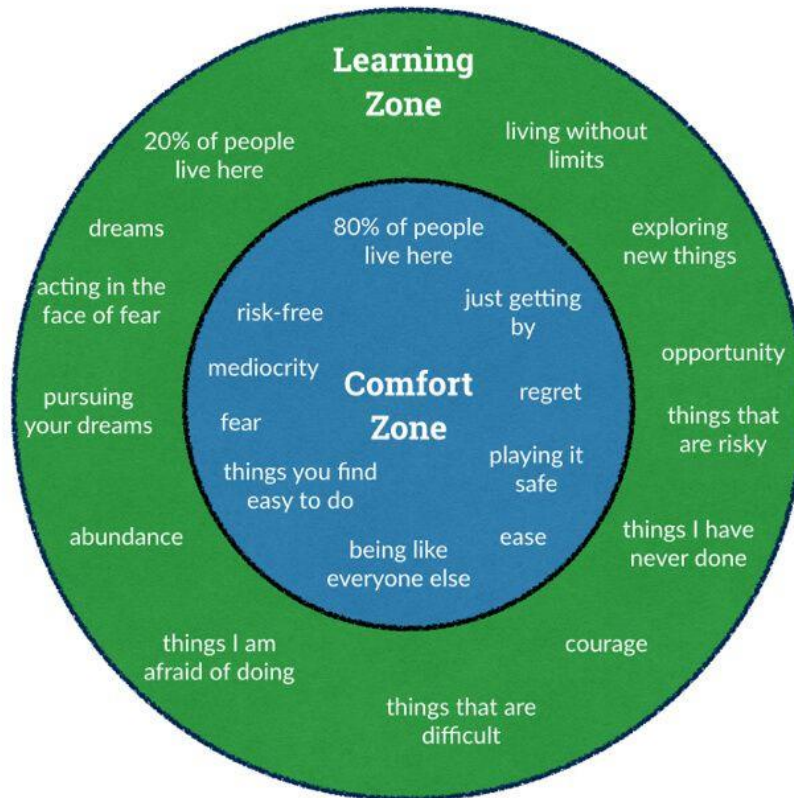 Learning
Zone
20% of people
live here
living without
limits
dreams
exploring
new things
acting in the
face of fear
opportunity
pursuing
your dreams
things that
are risky
abundance
things I have
never done
things I am
afraid of doing
courage
things that are
difficult
80% of people
live here
risk-free
just getting
by
mediocrity
Comfort
Zone
regret
fear
things you find
easy to do
playing it
safe
ease
being like
everyone else